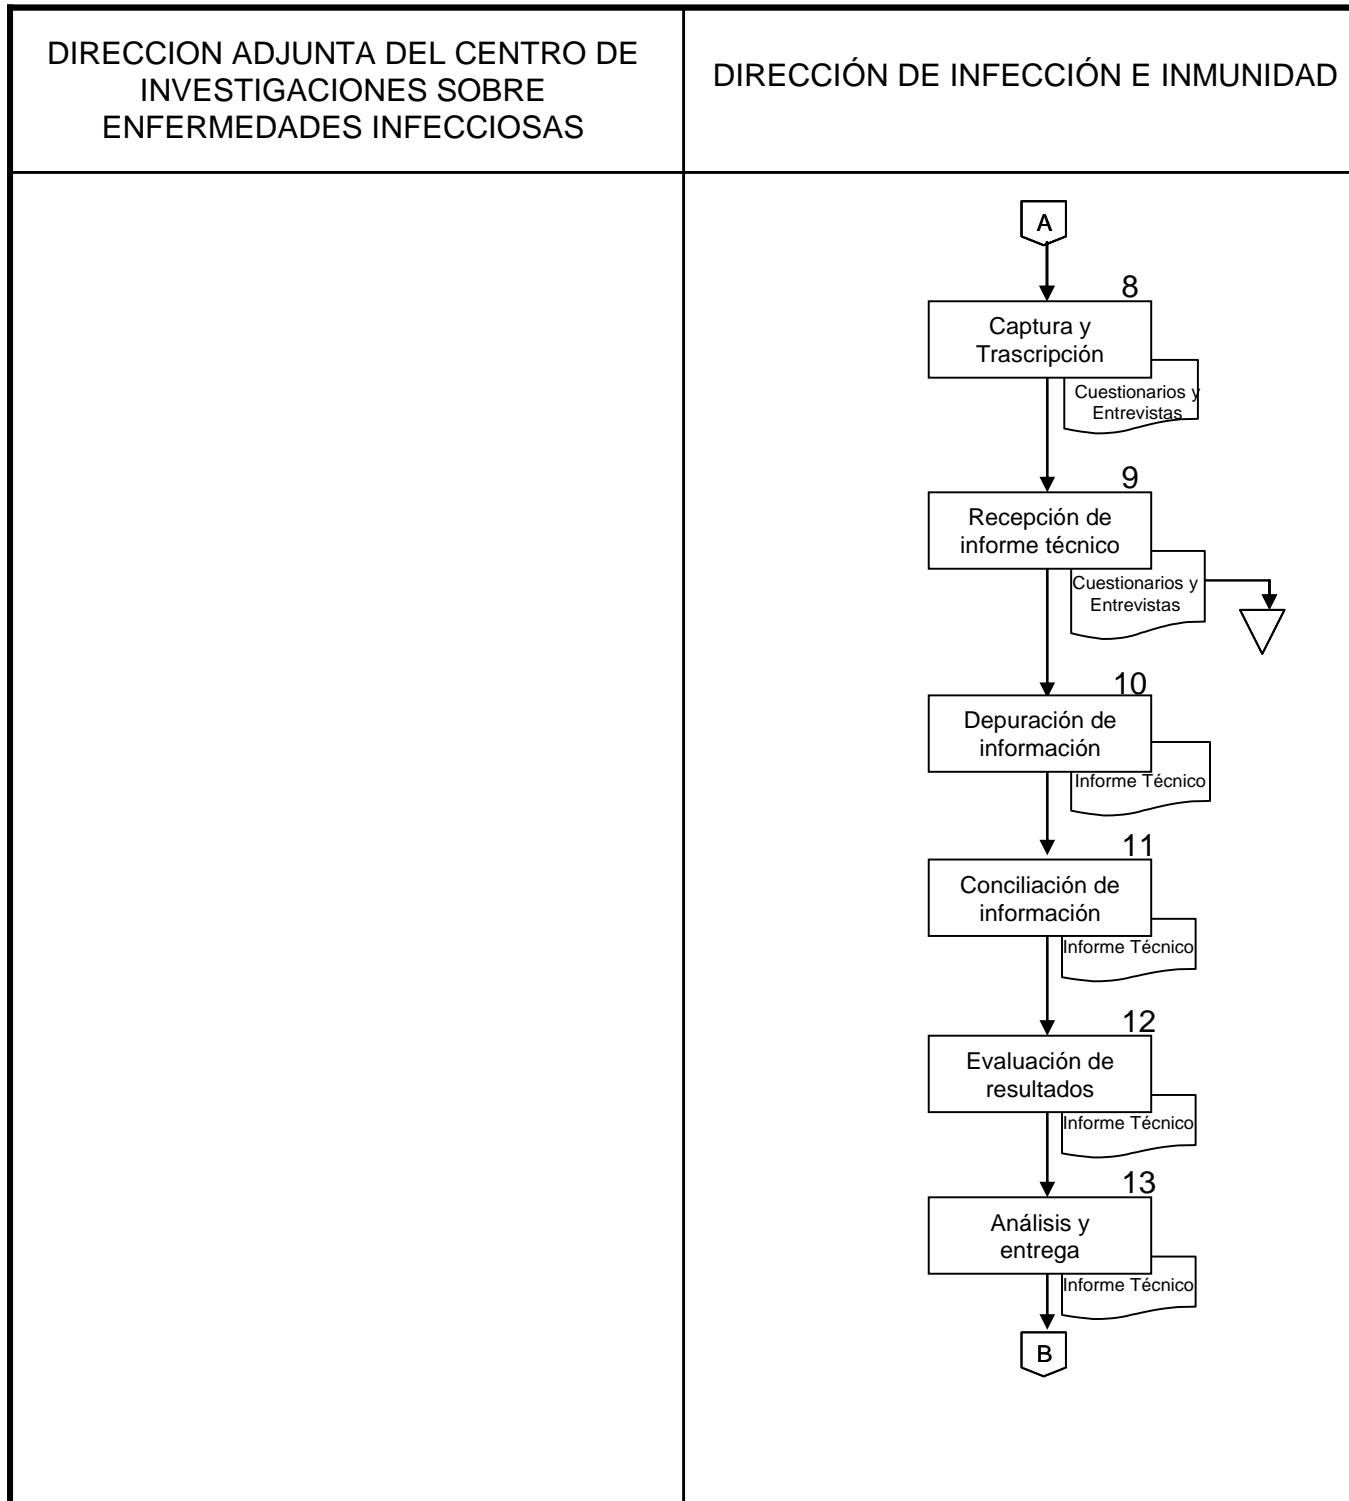 DIRECCION ADJUNTA DEL CENTRO DE
INVESTIGACIONES SOBRE
ENFERMEDADES INFECCIOSAS
DIRECCIÓN DE INFECCIÓN E INMUNIDAD
A
8
Captura y
Trascripción
Cuestionarios y
Entrevistas
9
Recepción de
informe técnico
Cuestionarios y
Entrevistas
10
Depuración de
información
Informe Técnico
11
Conciliación de
información
Informe Técnico
12
Evaluación de
resultados
Informe Técnico
13
Análisis y
entrega
Informe Técnico
B